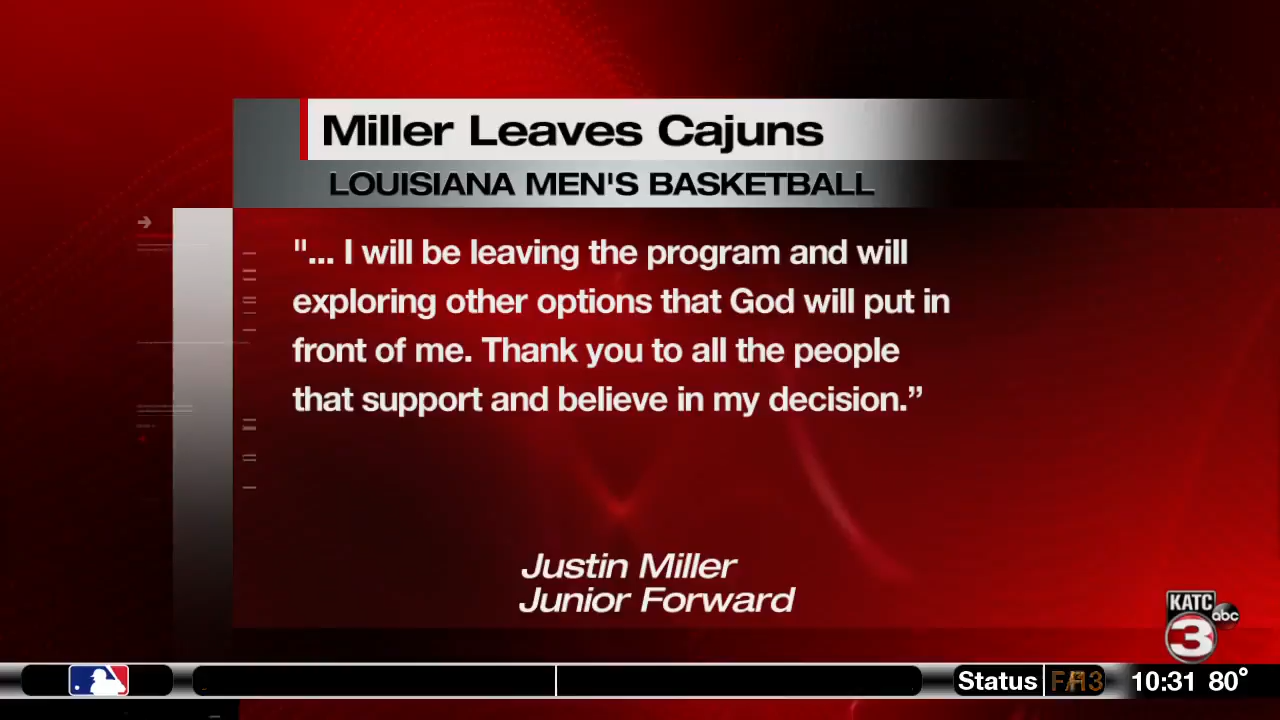 Miller Leaves Cajuns
LOUISIANA MEN'S BASKETBALL
"... I will be leaving the program and will
exploring other options that God will put in
front of me. Thank you to all the people
that support and believe in my decision.”
Justin Miller
Junior Forward
KATC
abc
3
Status
10:31 80°